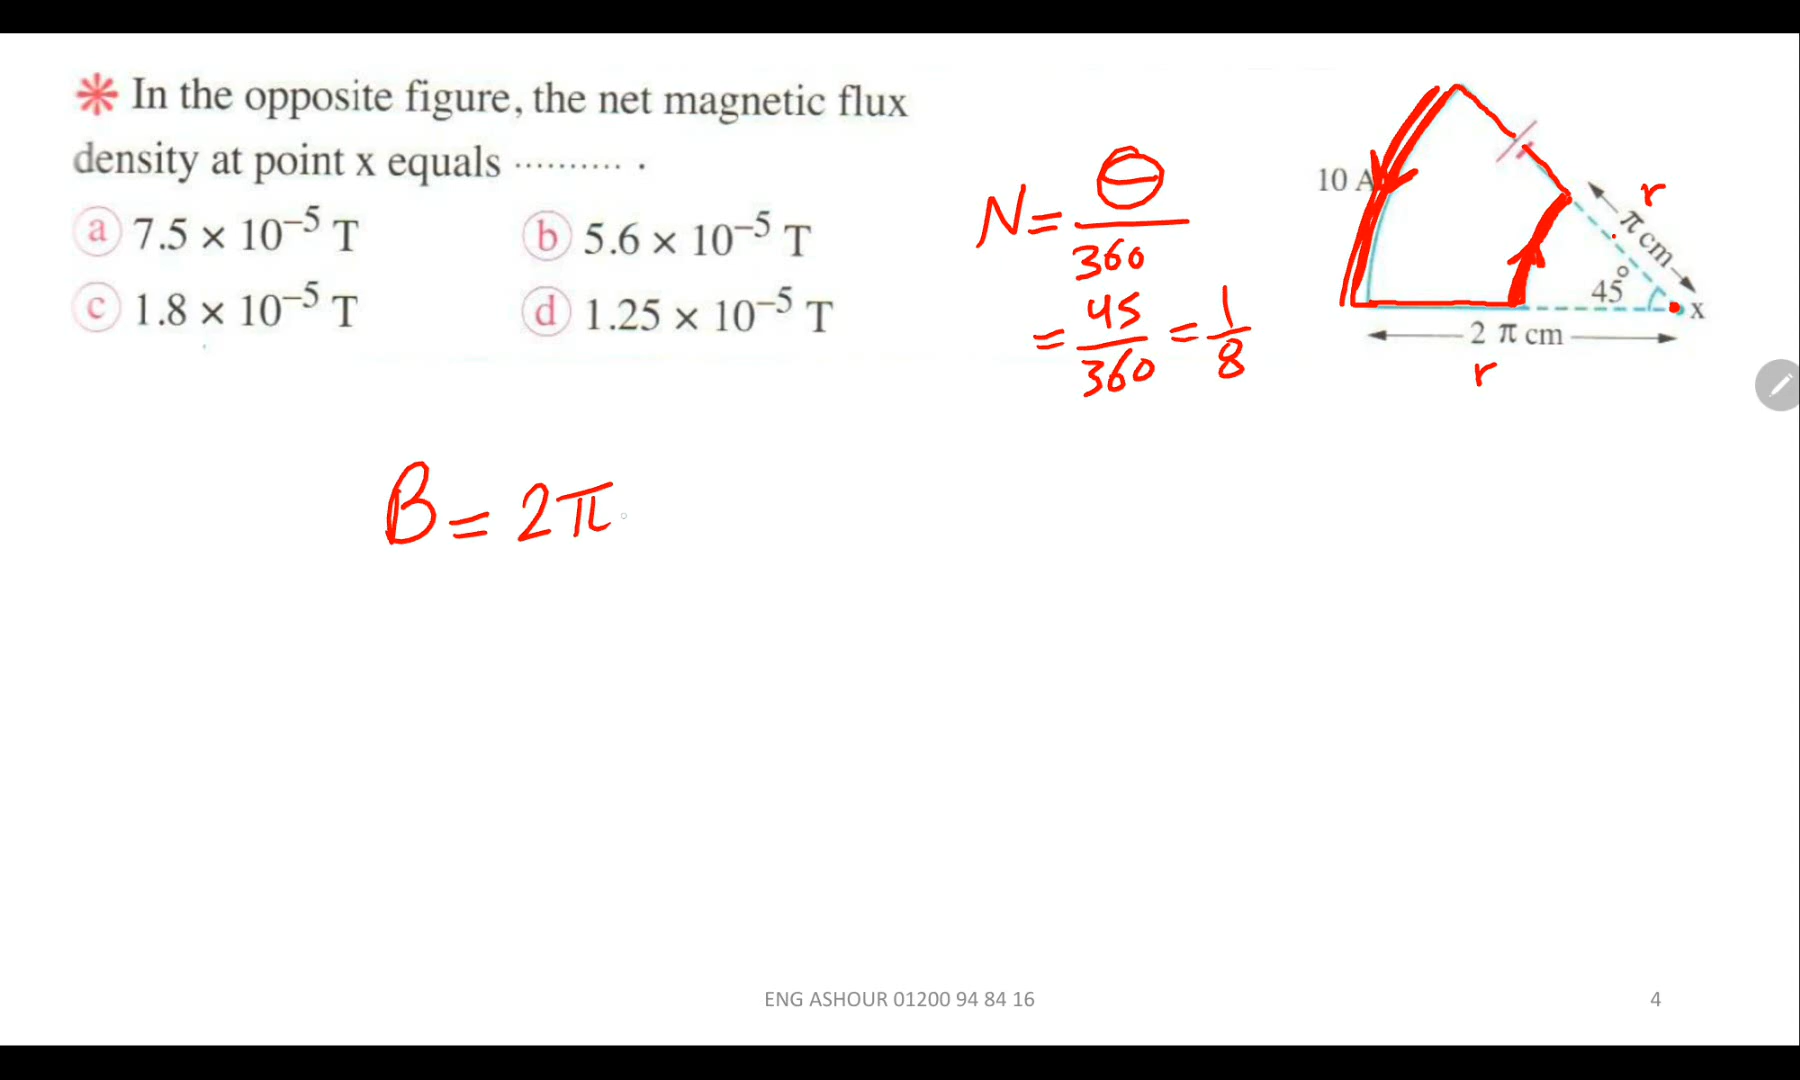 In the opposite figure, the net magnetic flux
density at point x equals .......... .
a 7.5 × 10⁻⁵ T
b 5.6 × 10⁻⁵ T
c 1.8 × 10⁻⁵ T
d 1.25 × 10⁻⁵ T
N = θ / 360
= 45 / 360 = 1 / 8
10 A
r
π cm
45°
x
2 π cm
r
B = 2π
ENG ASHOUR 01200 94 84 16
4